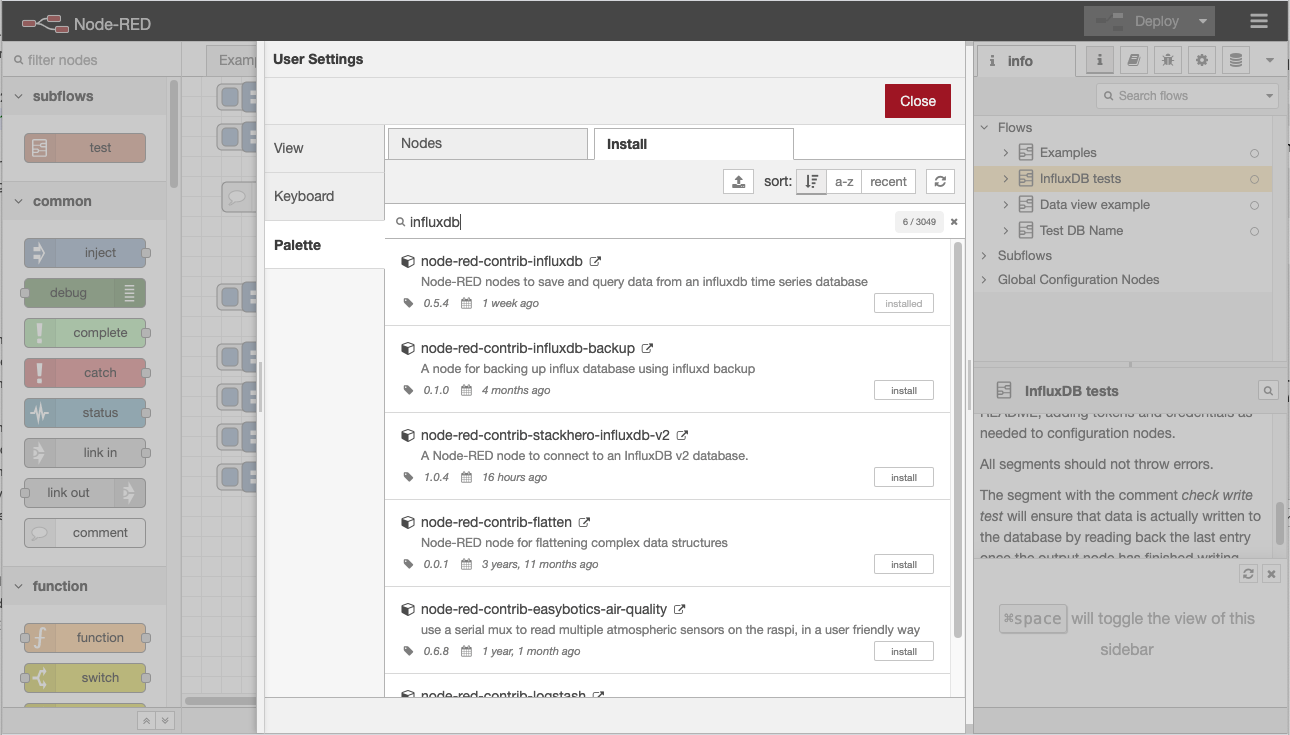 Node-RED
Deploy
filter nodes
subflows
test
common
inject
debug
complete
catch
status
link in
link out
comment
function
function
switch
Examp
User Settings
Close
View
Keyboard
Palette
Nodes
Install
sort:
a-z
recent
influxdb
6 / 3049
node-red-contrib-influxdb
Node-RED nodes to save and query data from an influxdb time series database
0.5.4 1 week ago
installed
node-red-contrib-influxdb-backup
A node for backing up influx database using influxd backup
0.1.0 4 months ago
install
node-red-contrib-stackhero-influxdb-v2
A Node-RED node to connect to an InfluxDB v2 database.
1.0.4 16 hours ago
install
node-red-contrib-flatten
Node-RED node for flattening complex data structures
0.0.1 3 years, 11 months ago
install
node-red-contrib-easybotics-air-quality
use a serial mux to read multiple atmospheric sensors on the raspi, in a user friendly way
0.6.8 1 year, 1 month ago
install
node-red-contrib-logstash
info
Search flows
Flows
Examples
InfluxDB tests
Data view example
Test DB Name
Subflows
Global Configuration Nodes
InfluxDB tests
README, adding tokens and credentials as
needed to configuration nodes.
All segments should not throw errors.
The segment with the comment check write
test will ensure that data is actually written to
the database by reading back the last entry
once the output node has finished writing
⌘space will toggle the view of this
sidebar